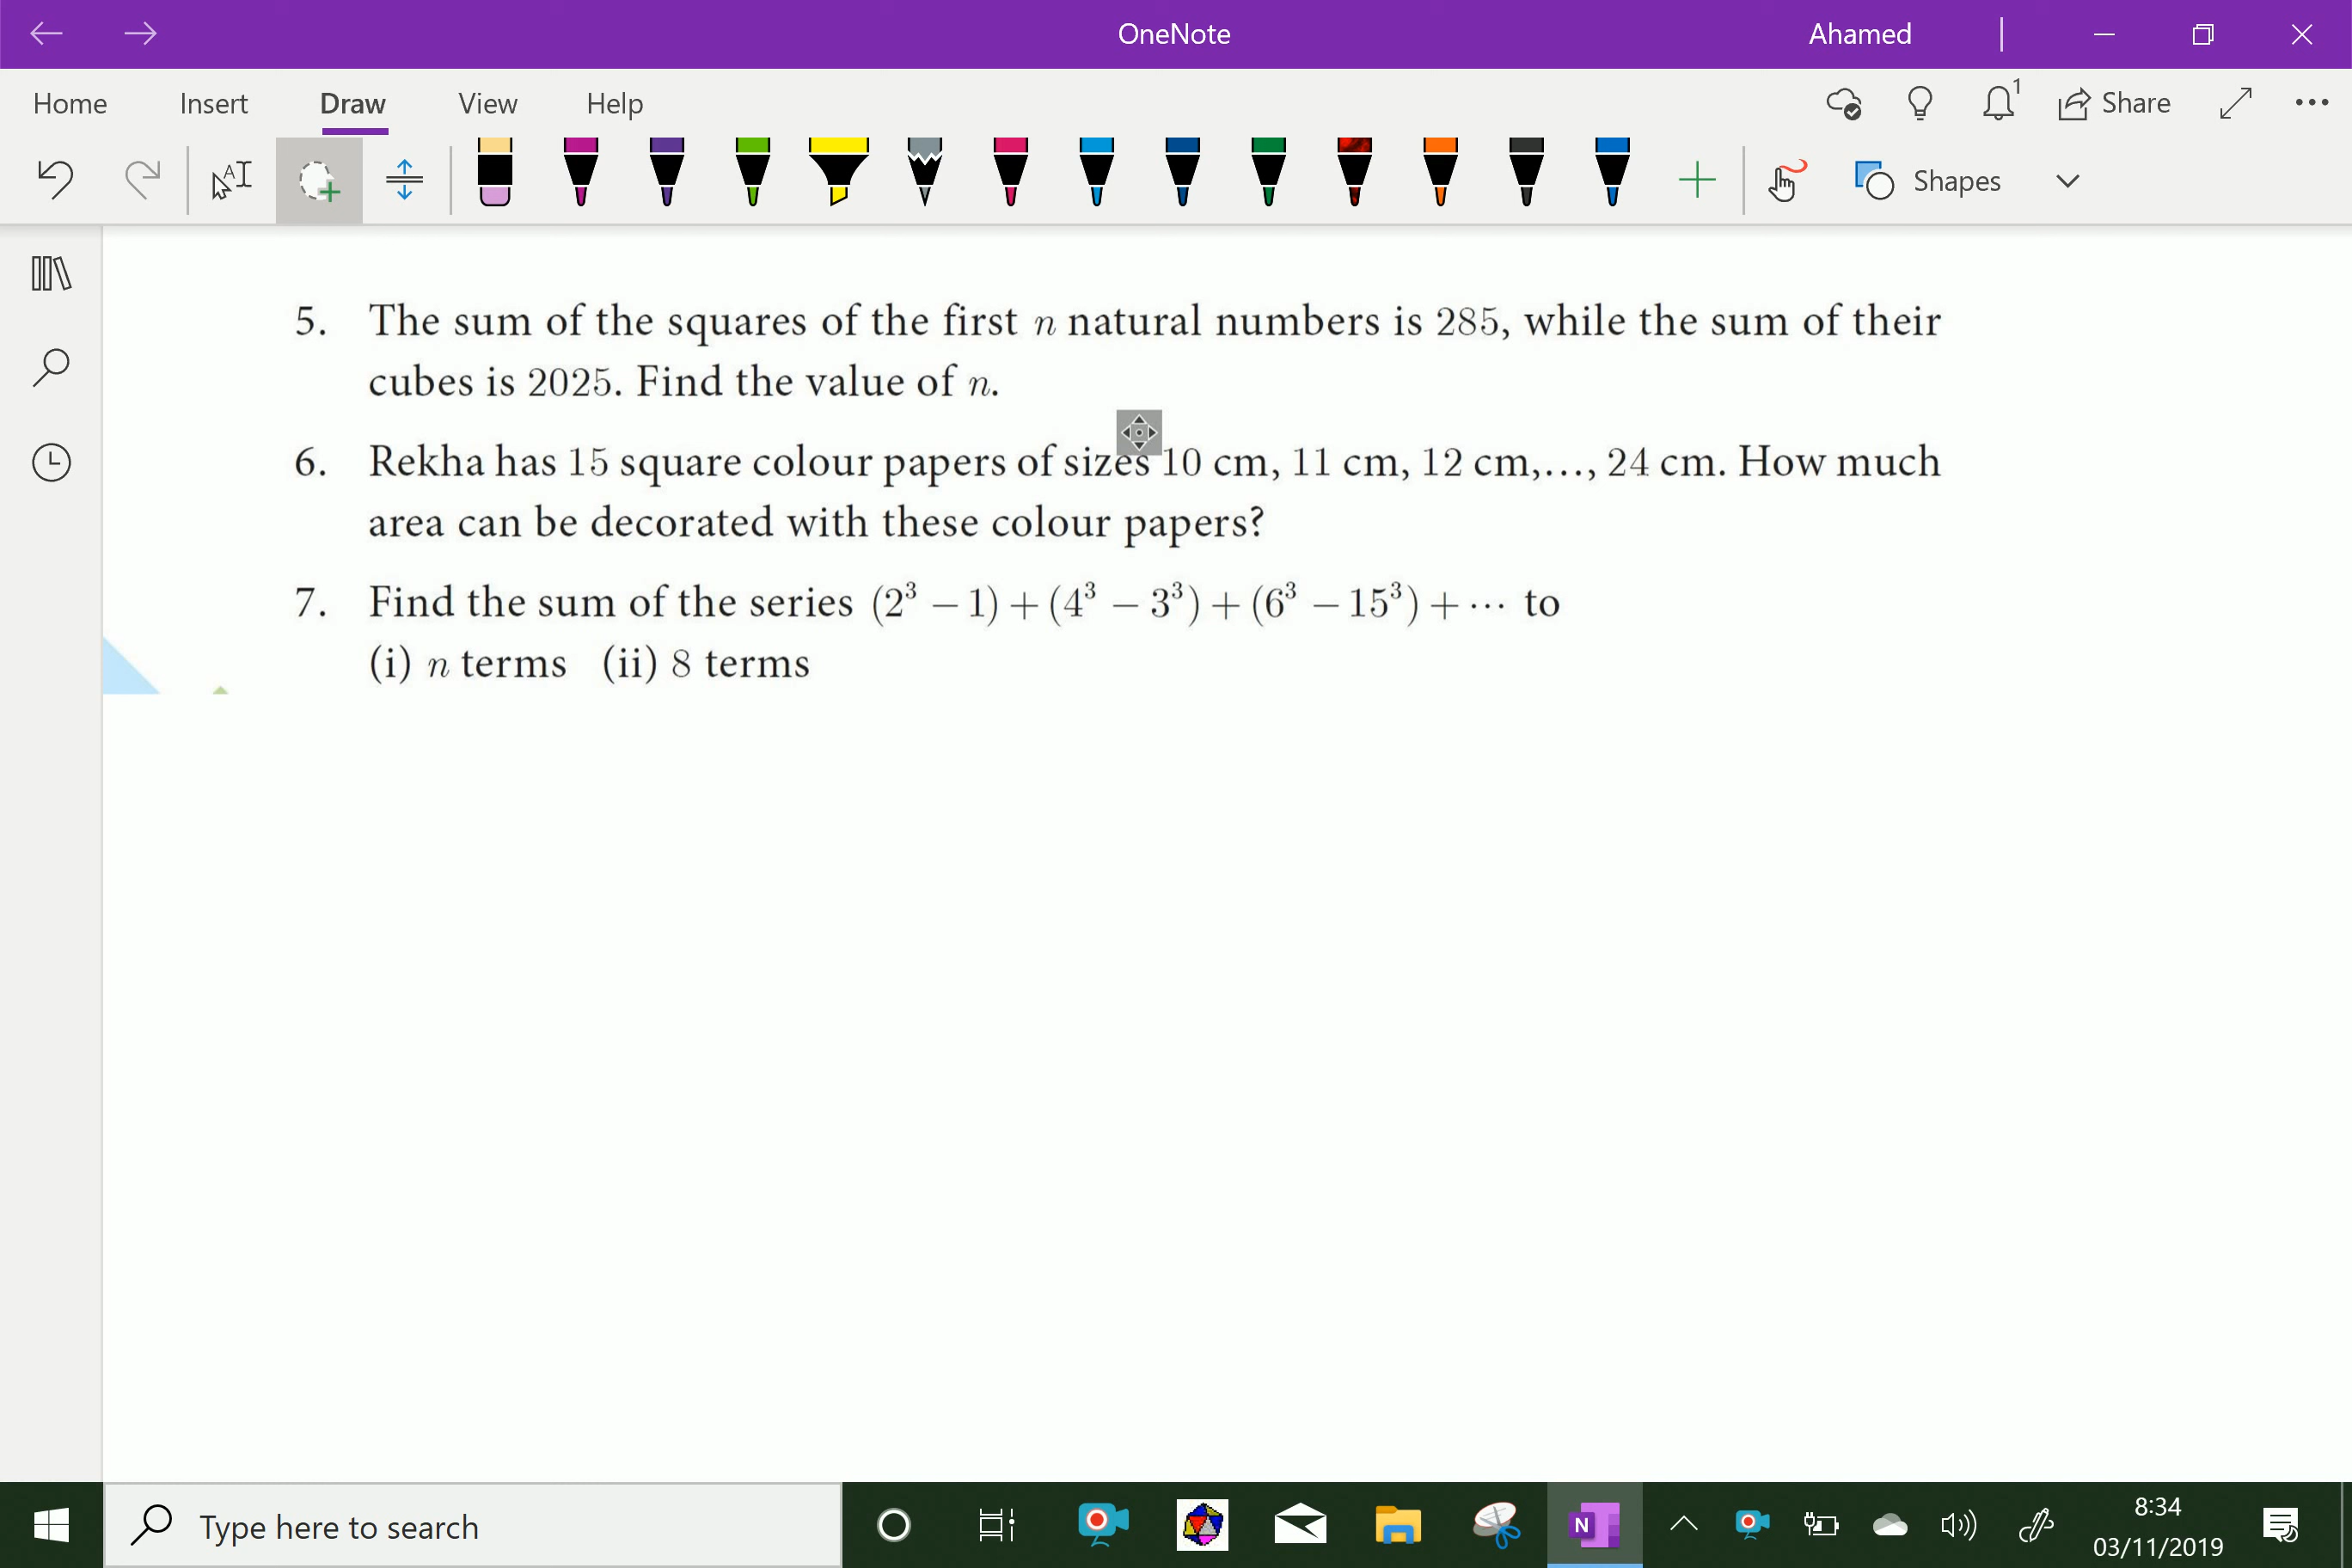 OneNote
Ahamed
Home Insert Draw View Help
1
Share
AI
Shapes
5. The sum of the squares of the first n natural numbers is 285, while the sum of their
cubes is 2025. Find the value of n.
6. Rekha has 15 square colour papers of sizes 10 cm, 11 cm, 12 cm,…, 24 cm. How much
area can be decorated with these colour papers?
7. Find the sum of the series (2³ − 1) + (4³ − 3³) + (6³ − 15³) + ⋯ to
(i) n terms (ii) 8 terms
Type here to search
N
8:34
03/11/2019